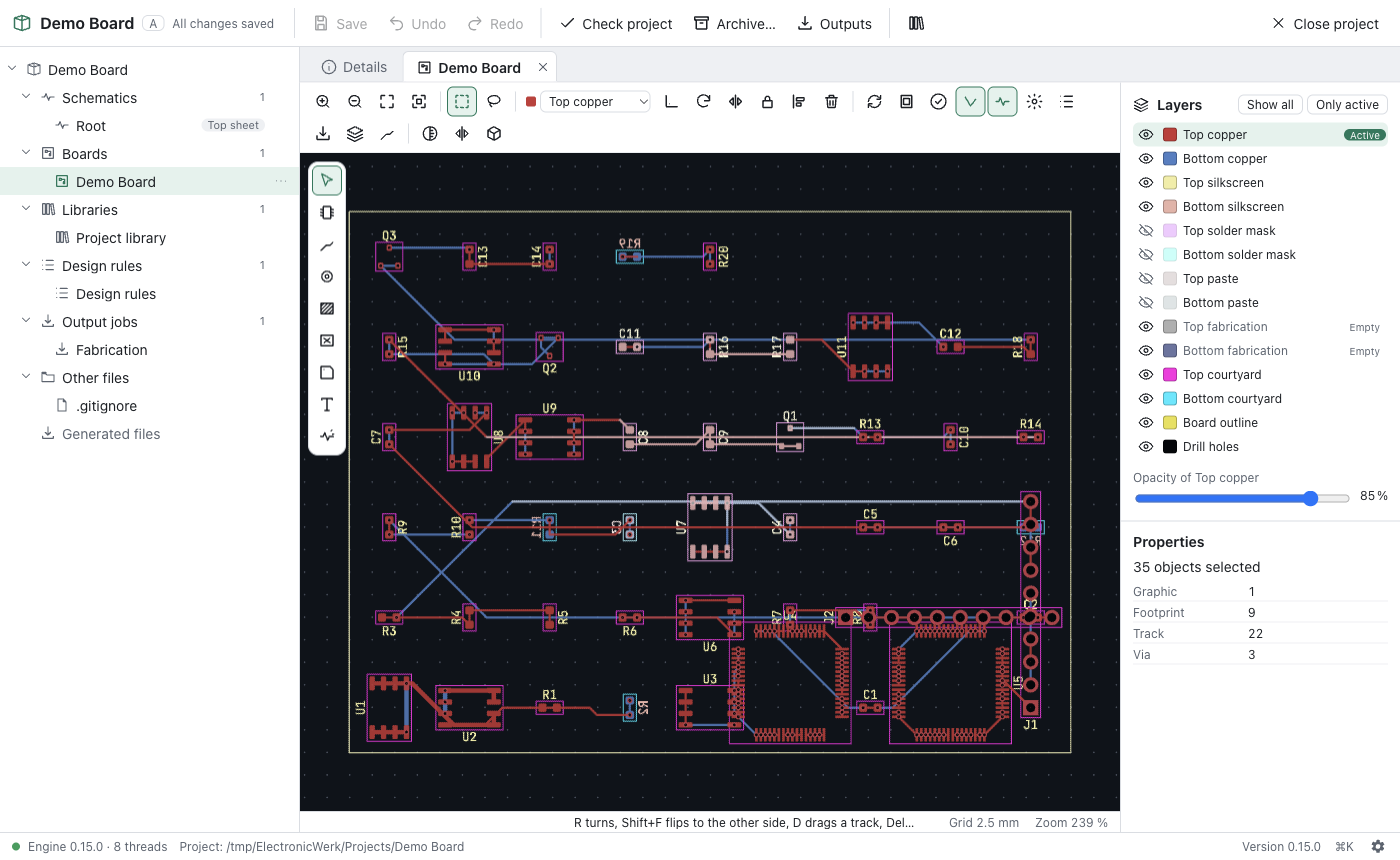 Demo Board A All changes saved Save Undo Redo Check project Archive... Outputs Close project
Demo Board
Schematics 1
Root Top sheet
Boards 1
Demo Board ...
Libraries 1
Project library
Design rules 1
Design rules
Output jobs 1
Fabrication
Other files
.gitignore
Generated files
Details Demo Board
Top copper
Q3 C13 C14 R19 R20
R15 U10 Q2 C11 R16 R17 U11 C12 R18
C7 U8 U9 C8 C9 Q1 R13 C10 R14
R9 R10 U7 C5 C6
R3 R4 R5 R6 U6 R7 J2 R8 C2
U1 U2 R1 R2 U3 C1 U5 J1
R turns, Shift+F flips to the other side, D drags a track, Del... Grid 2.5 mm Zoom 239 %
Layers Show all Only active
Top copper Active
Bottom copper
Top silkscreen
Bottom silkscreen
Top solder mask
Bottom solder mask
Top paste
Bottom paste
Top fabrication Empty
Bottom fabrication Empty
Top courtyard
Bottom courtyard
Board outline
Drill holes
Opacity of Top copper
85 %
Properties
35 objects selected
Graphic 1
Footprint 9
Track 22
Via 3
Engine 0.15.0 · 8 threads Project: /tmp/ElectronicWerk/Projects/Demo Board Version 0.15.0 ⌘K